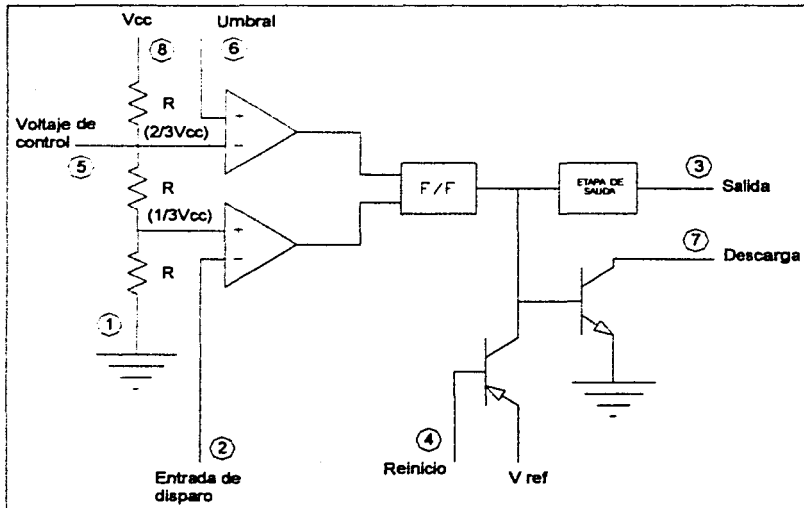 Vcc
Umbral
8
6
R
(2/3Vcc)
Voltaje de
control
5
R
(1/3Vcc)
R
1
+
-
+
-
F/F
ETAPA DE
SALIDA
3
Salida
7
Descarga
2
Entrada de
disparo
4
Reinicio
V ref